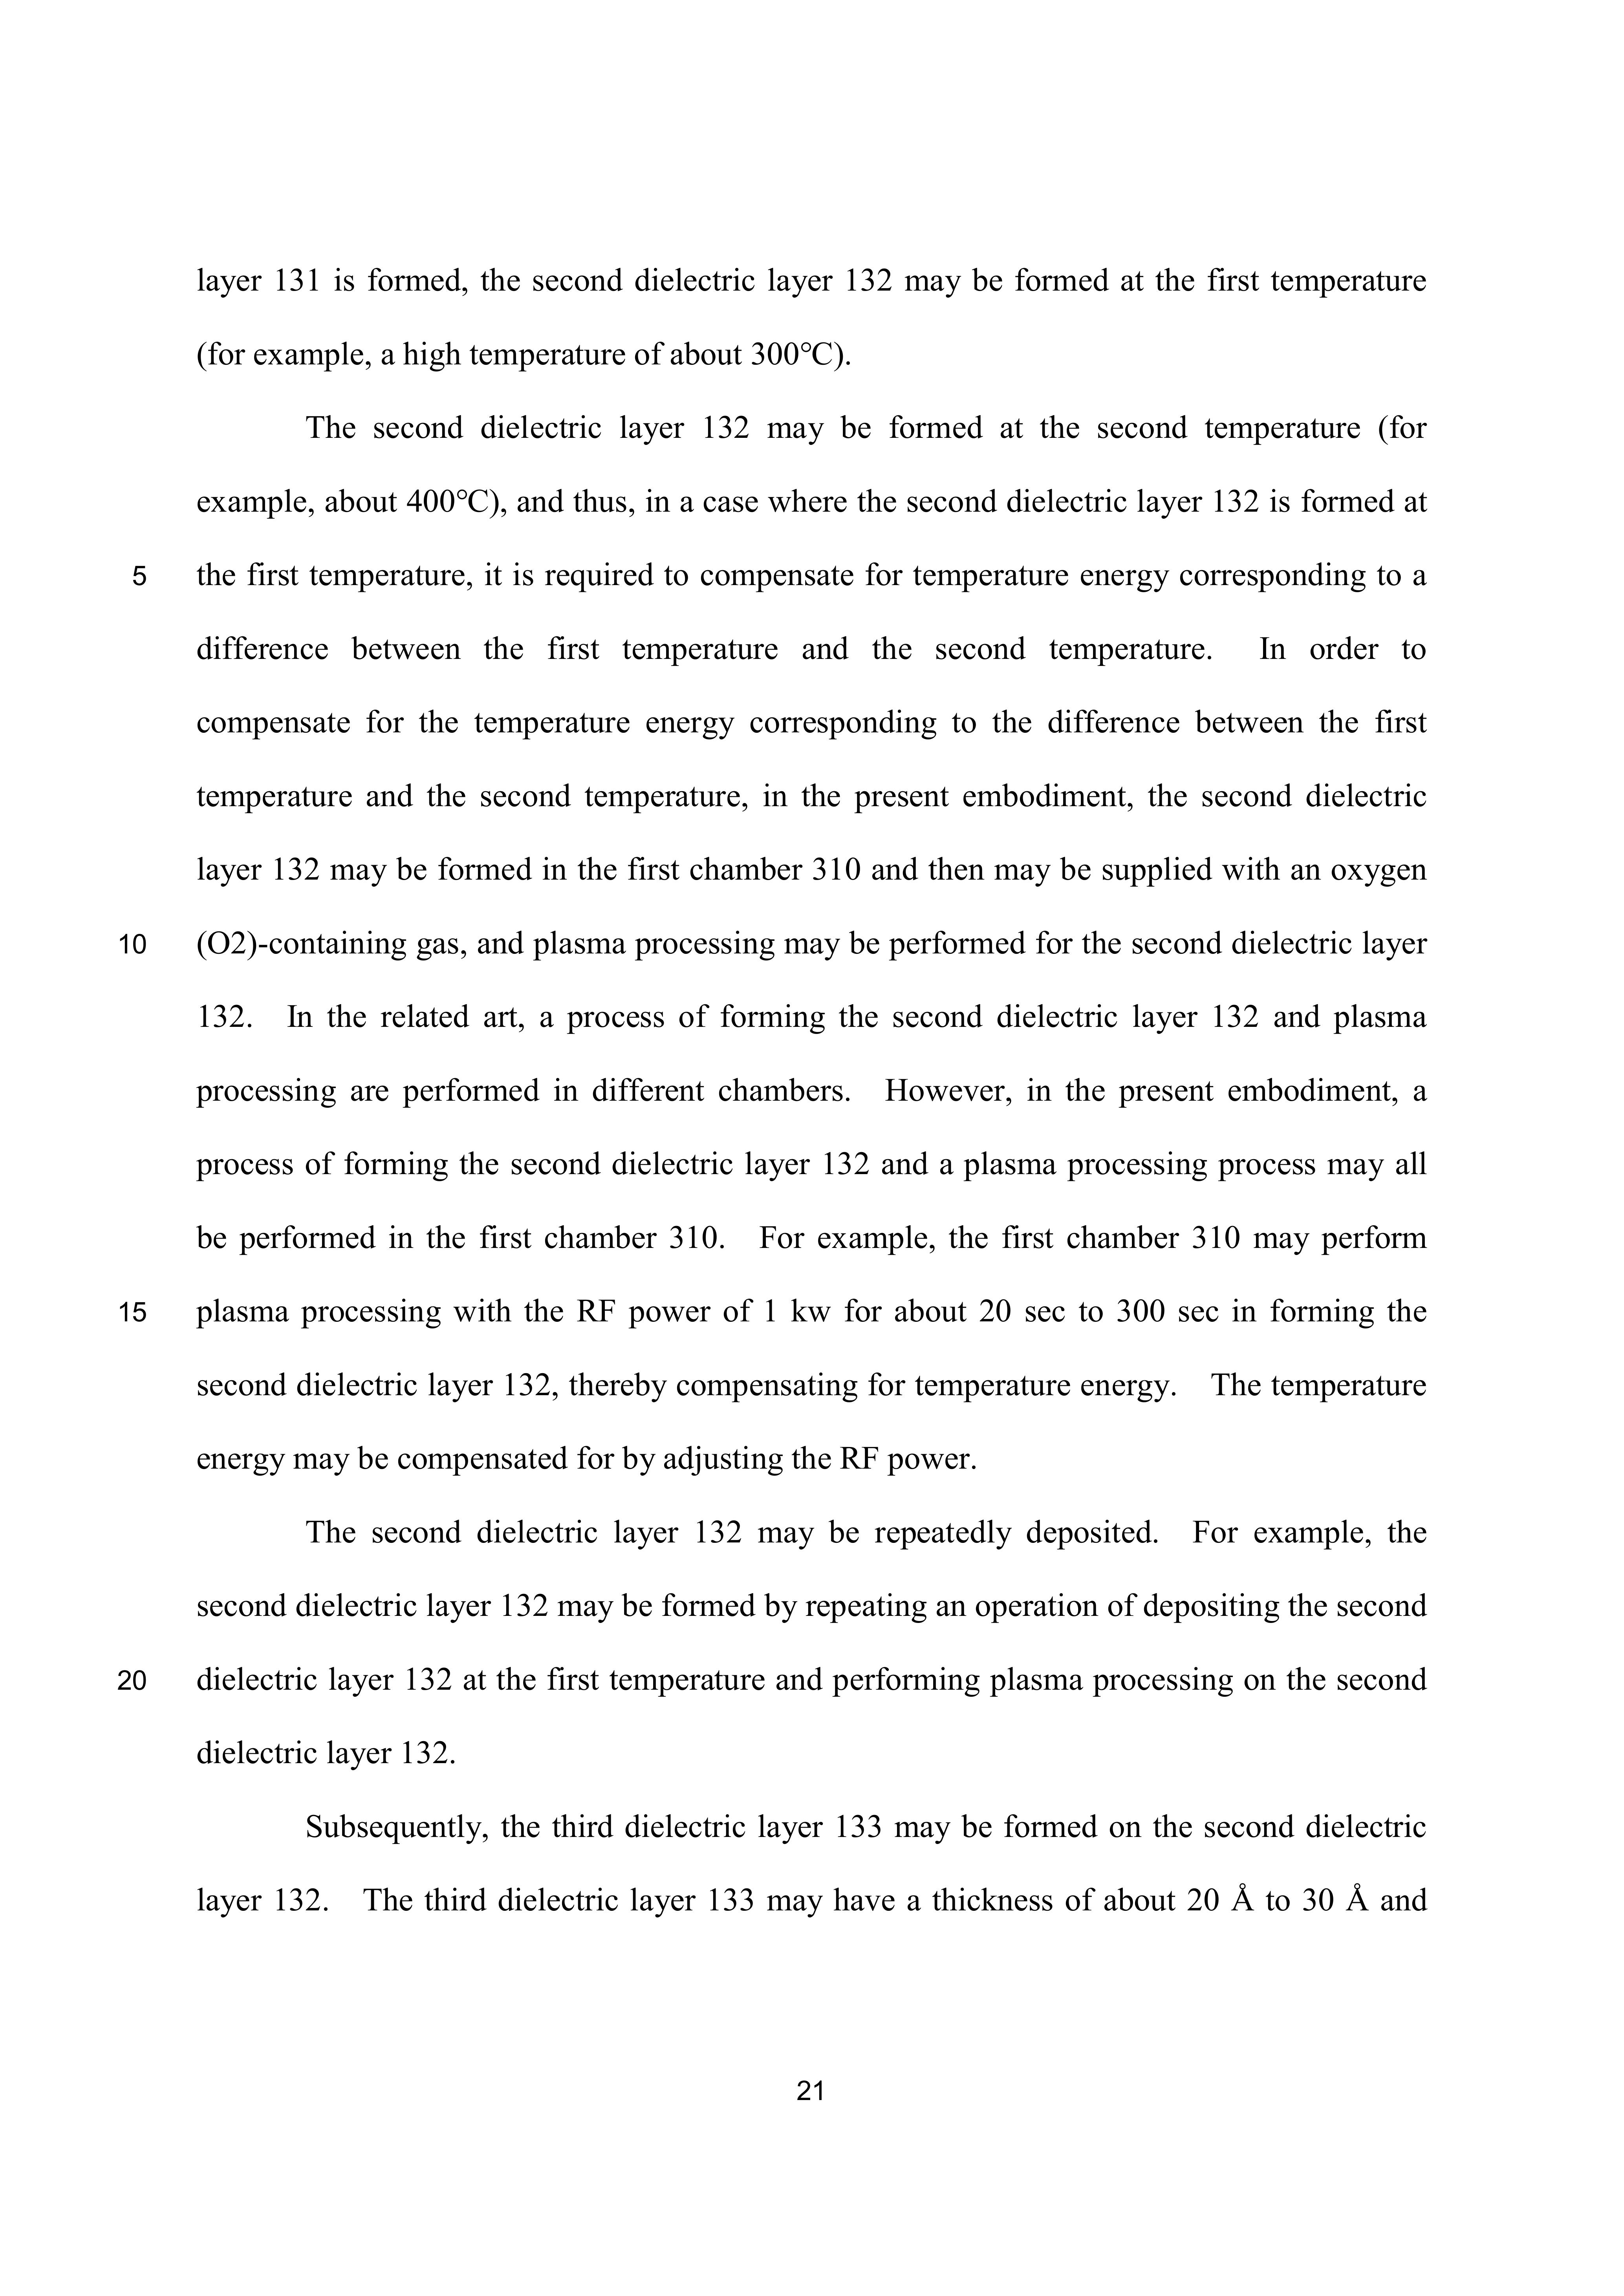 layer 131 is formed, the second dielectric layer 132 may be formed at the first temperature
(for example, a high temperature of about 300℃).
The second dielectric layer 132 may be formed at the second temperature (for
example, about 400℃), and thus, in a case where the second dielectric layer 132 is formed at
5 the first temperature, it is required to compensate for temperature energy corresponding to a
difference between the first temperature and the second temperature. In order to
compensate for the temperature energy corresponding to the difference between the first
temperature and the second temperature, in the present embodiment, the second dielectric
layer 132 may be formed in the first chamber 310 and then may be supplied with an oxygen
10 (O2)-containing gas, and plasma processing may be performed for the second dielectric layer
132. In the related art, a process of forming the second dielectric layer 132 and plasma
processing are performed in different chambers. However, in the present embodiment, a
process of forming the second dielectric layer 132 and a plasma processing process may all
be performed in the first chamber 310. For example, the first chamber 310 may perform
15 plasma processing with the RF power of 1 kw for about 20 sec to 300 sec in forming the
second dielectric layer 132, thereby compensating for temperature energy. The temperature
energy may be compensated for by adjusting the RF power.
The second dielectric layer 132 may be repeatedly deposited. For example, the
second dielectric layer 132 may be formed by repeating an operation of depositing the second
20 dielectric layer 132 at the first temperature and performing plasma processing on the second
dielectric layer 132.
Subsequently, the third dielectric layer 133 may be formed on the second dielectric
layer 132. The third dielectric layer 133 may have a thickness of about 20 Å to 30 Å and
21